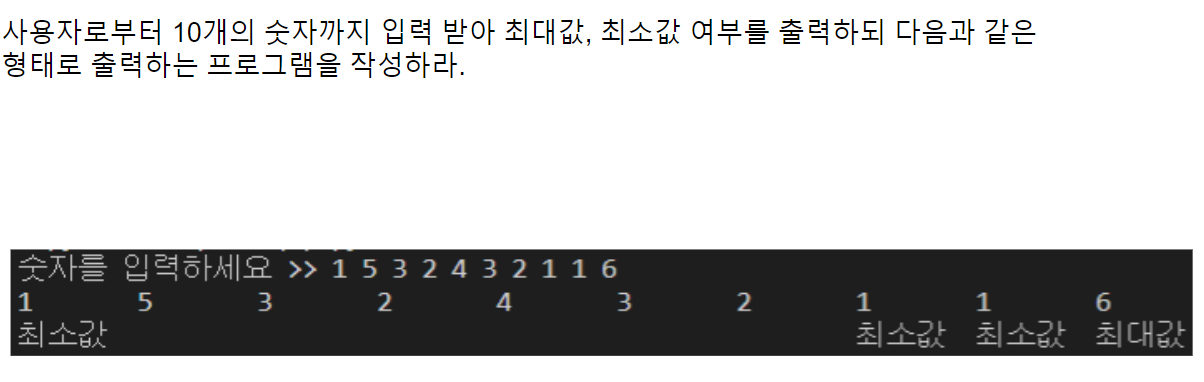 사용자로부터 10개의 숫자까지 입력 받아 최대값, 최소값 여부를 출력하되 다음과 같은
형태로 출력하는 프로그램을 작성하라.
숫자를 입력하세요 >> 1 5 3 2 4 3 2 1 1 6
1 5 3 2 4 3 2 1 1 6
최소값 최소값 최소값 최대값